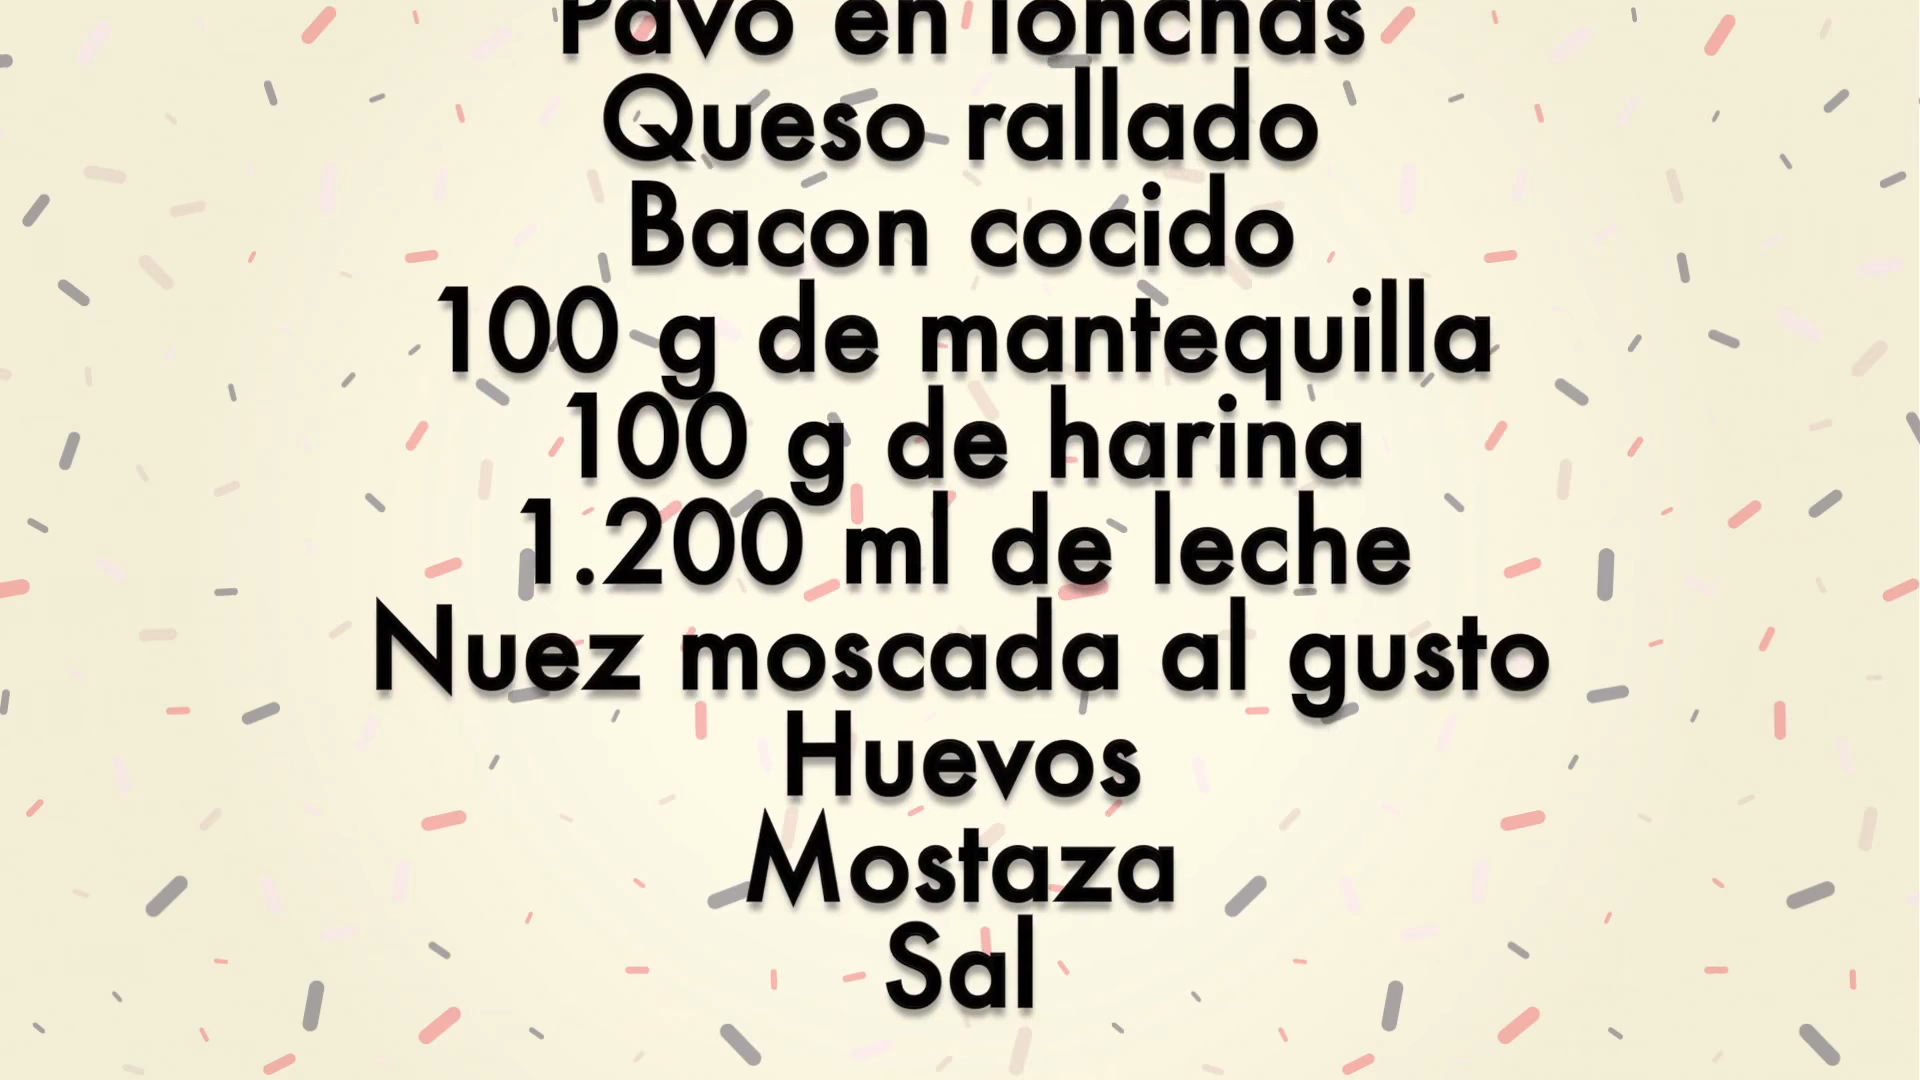 Pavo en lonchas
Queso rallado
Bacon cocido
100 g de mantequilla
100 g de harina
1.200 ml de leche
Nuez moscada al gusto
Huevos
Mostaza
Sal